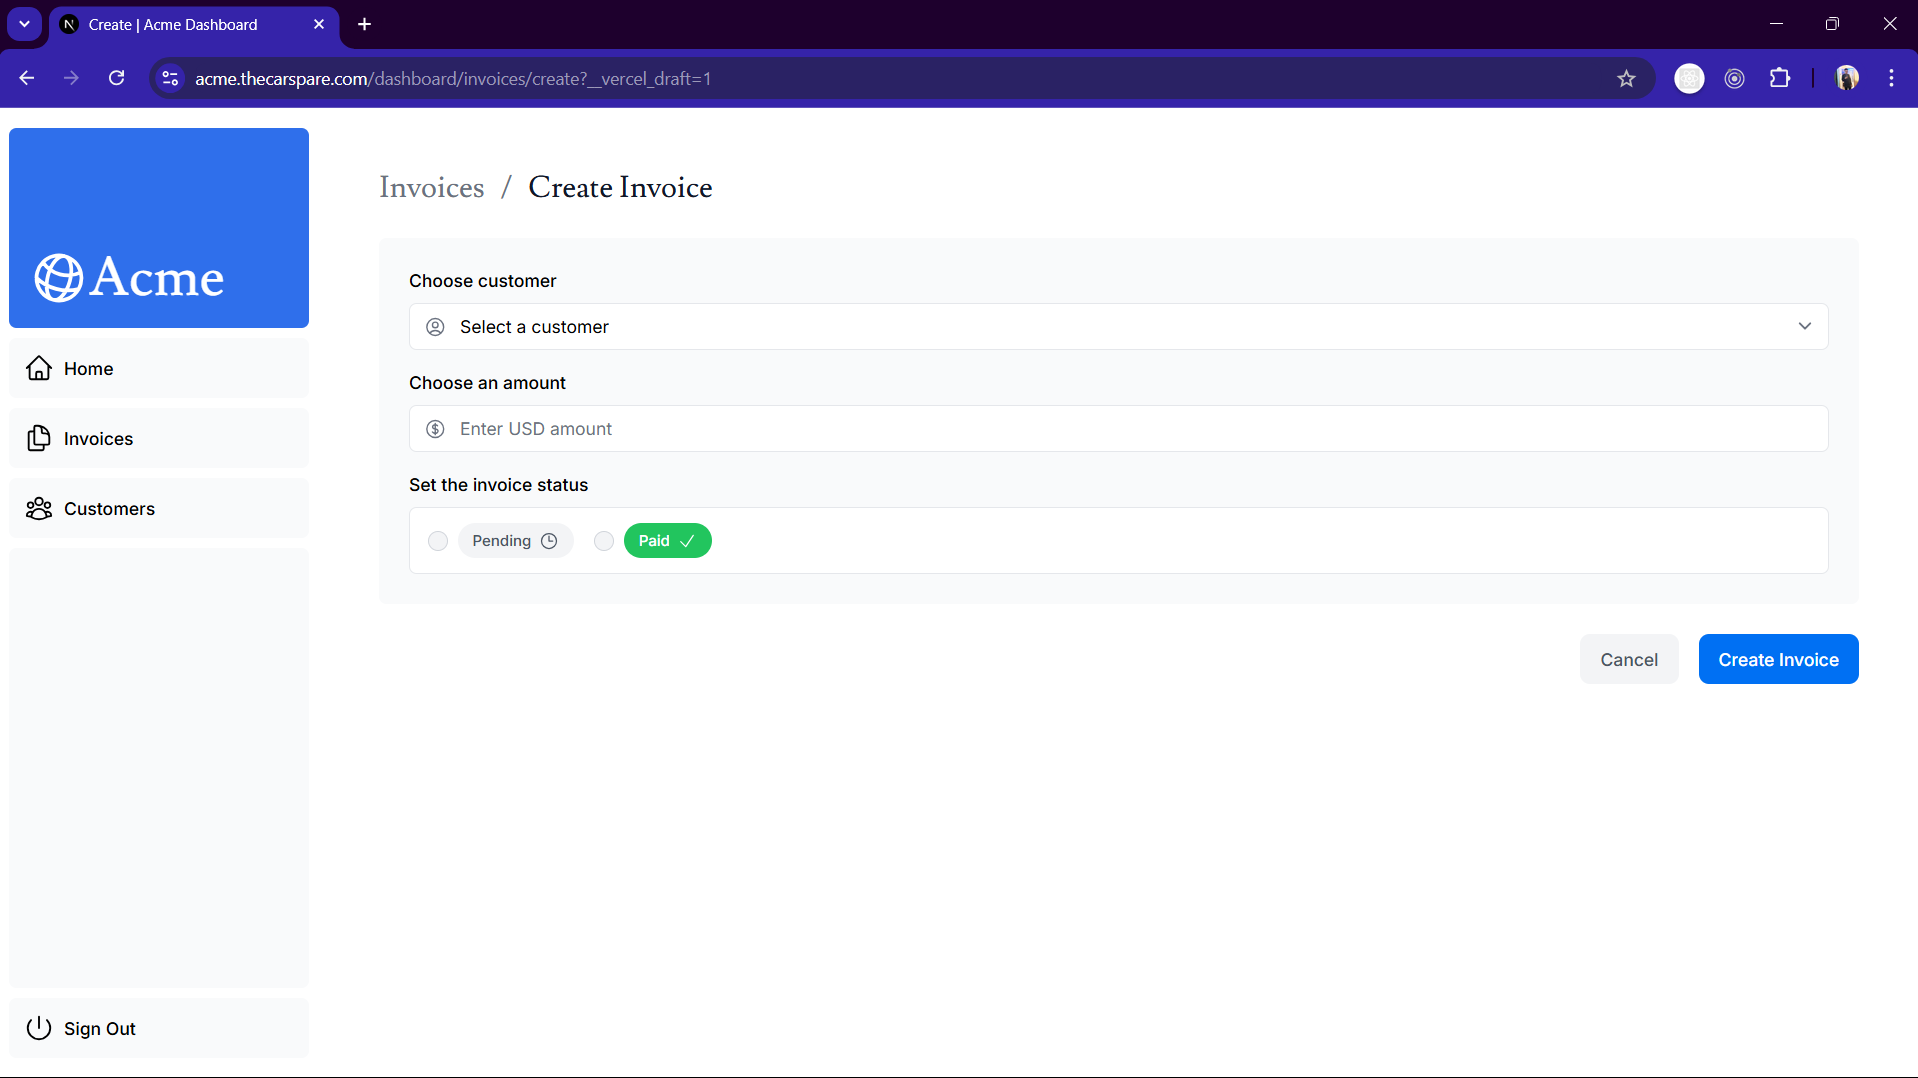 Create | Acme Dashboard
acme.thecarspare.com/dashboard/invoices/create?__vercel_draft=1
Acme
Home
Invoices
Customers
Sign Out
Invoices / Create Invoice
Choose customer
Select a customer
Choose an amount
Enter USD amount
Set the invoice status
Pending Paid
Cancel Create Invoice